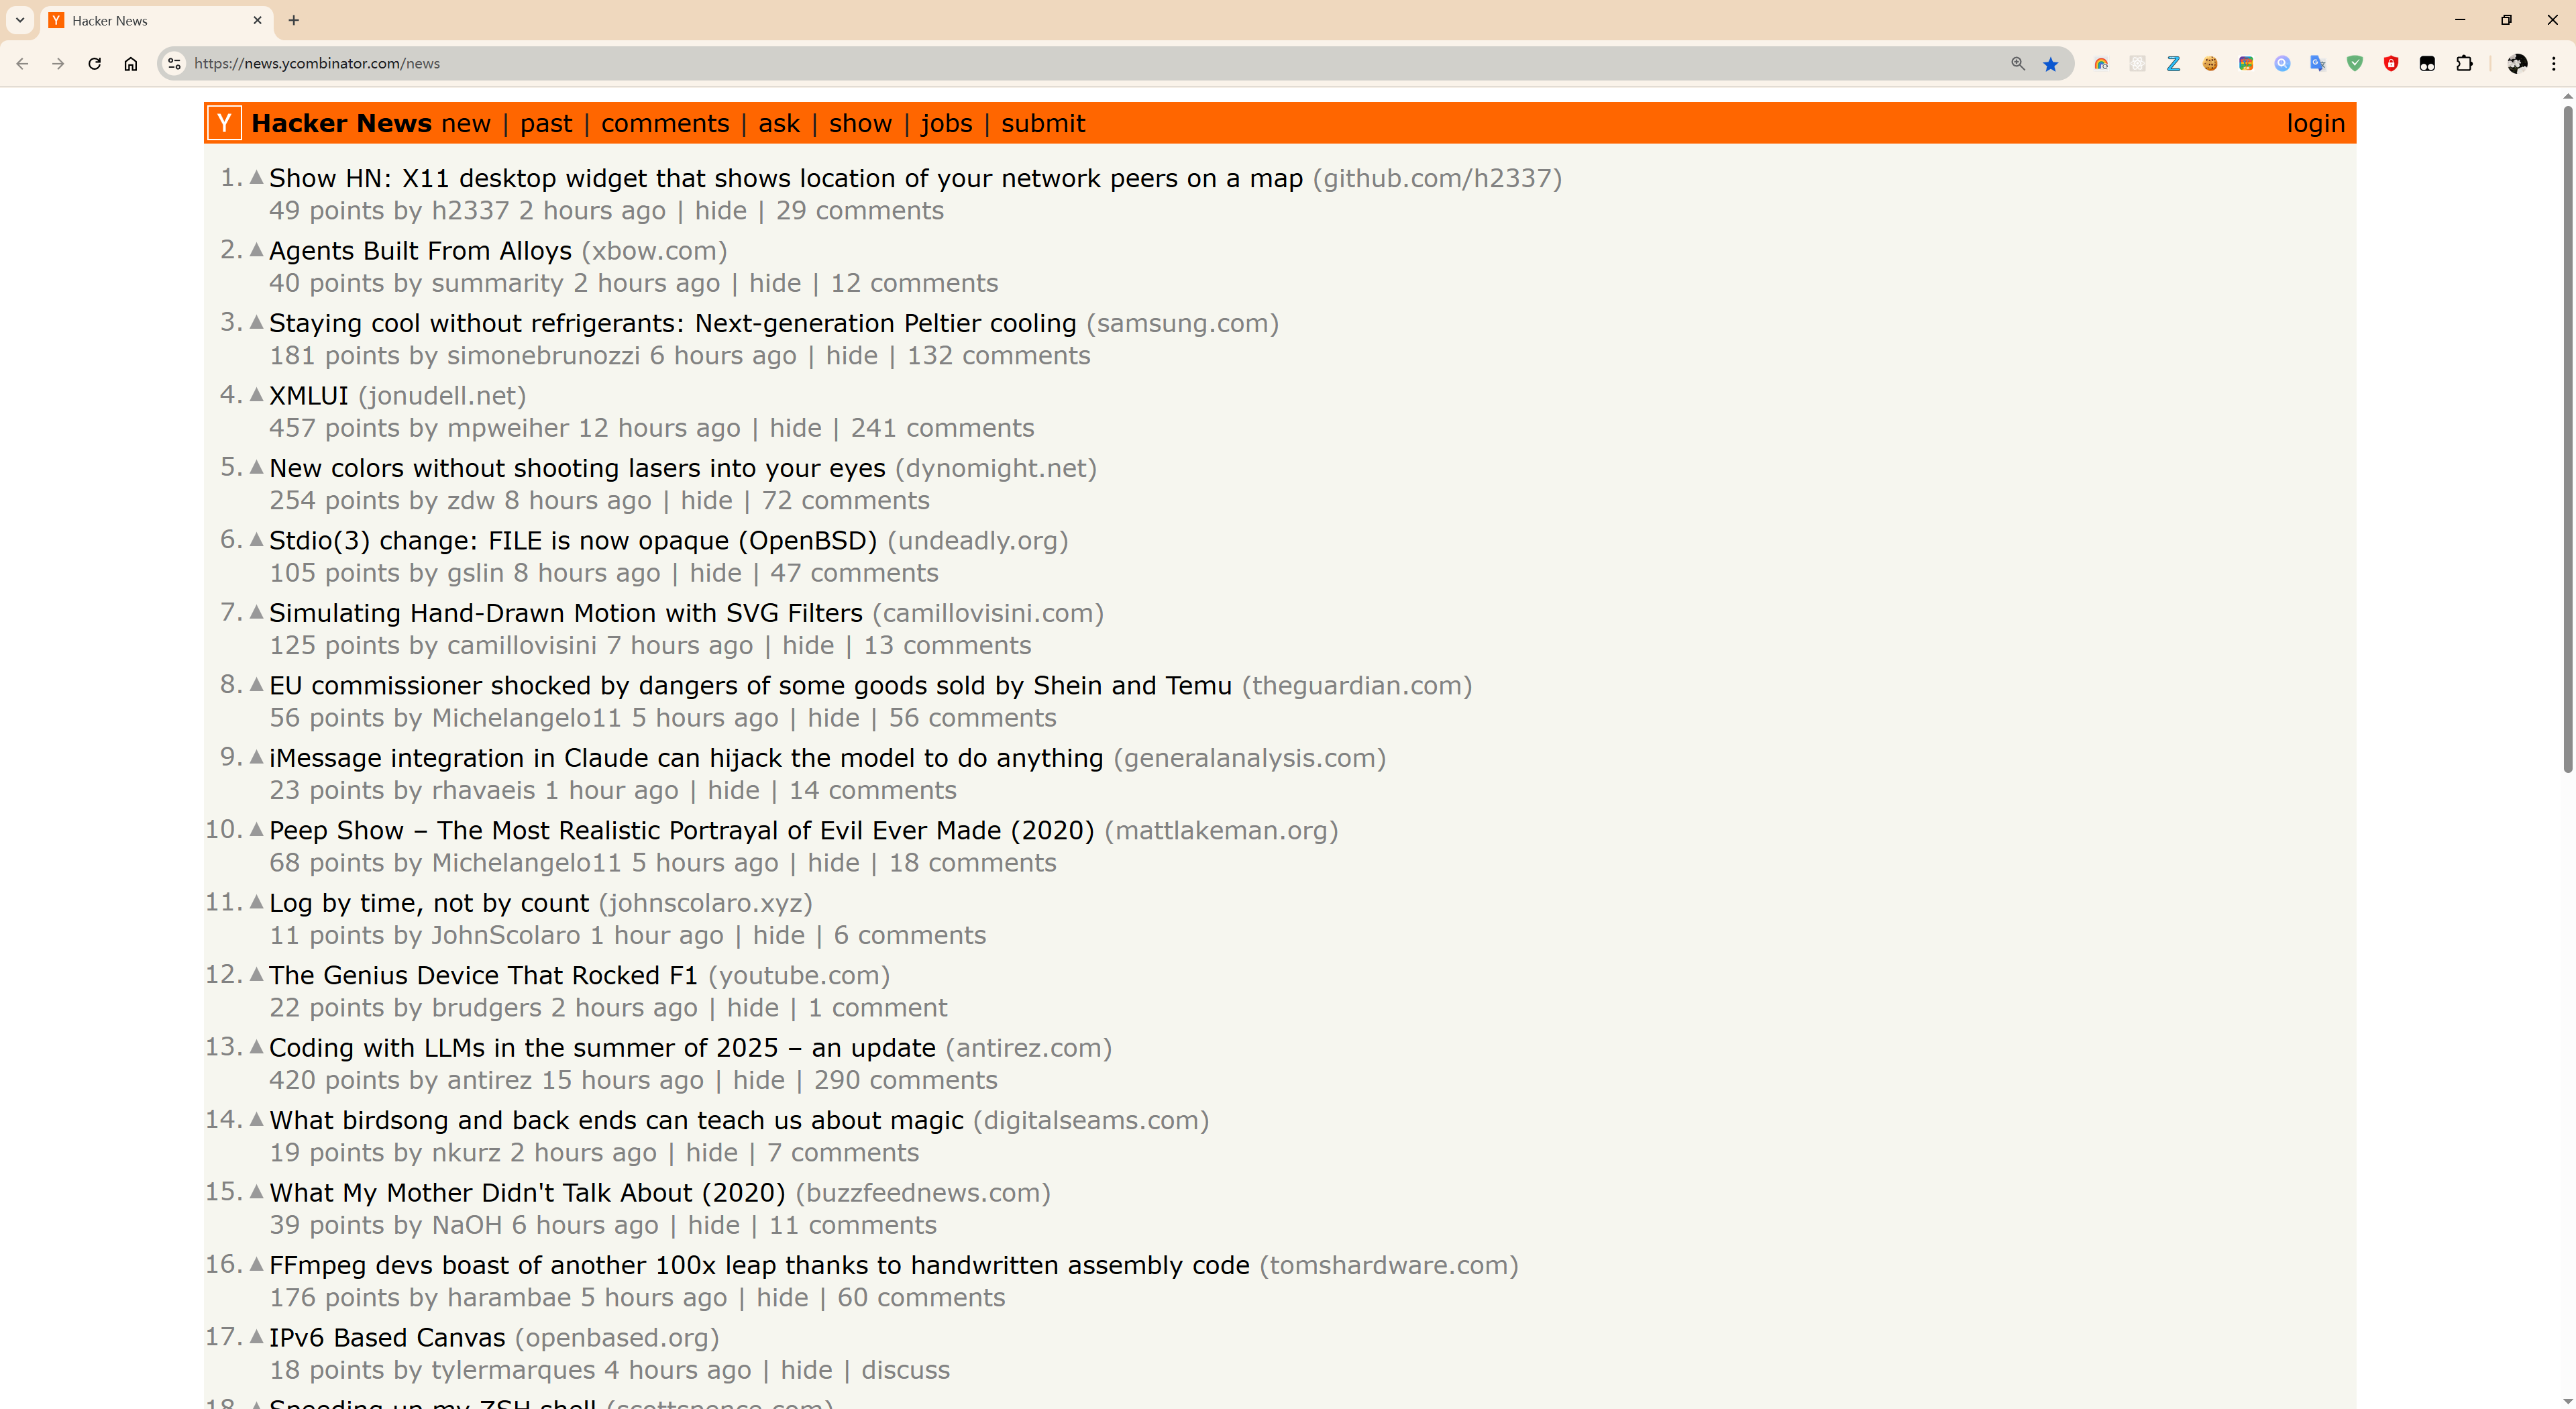 Hacker News
https://news.ycombinator.com/news
Y Hacker News new | past | comments | ask | show | jobs | submit login
1. Show HN: X11 desktop widget that shows location of your network peers on a map (github.com/h2337)
49 points by h2337 2 hours ago | hide | 29 comments
2. Agents Built From Alloys (xbow.com)
40 points by summarity 2 hours ago | hide | 12 comments
3. Staying cool without refrigerants: Next-generation Peltier cooling (samsung.com)
181 points by simonebrunozzi 6 hours ago | hide | 132 comments
4. XMLUI (jonudell.net)
457 points by mpweiher 12 hours ago | hide | 241 comments
5. New colors without shooting lasers into your eyes (dynomight.net)
254 points by zdw 8 hours ago | hide | 72 comments
6. Stdio(3) change: FILE is now opaque (OpenBSD) (undeadly.org)
105 points by gslin 8 hours ago | hide | 47 comments
7. Simulating Hand-Drawn Motion with SVG Filters (camillovisini.com)
125 points by camillovisini 7 hours ago | hide | 13 comments
8. EU commissioner shocked by dangers of some goods sold by Shein and Temu (theguardian.com)
56 points by Michelangelo11 5 hours ago | hide | 56 comments
9. iMessage integration in Claude can hijack the model to do anything (generalanalysis.com)
23 points by rhavaeis 1 hour ago | hide | 14 comments
10. Peep Show – The Most Realistic Portrayal of Evil Ever Made (2020) (mattlakeman.org)
68 points by Michelangelo11 5 hours ago | hide | 18 comments
11. Log by time, not by count (johnscolaro.xyz)
11 points by JohnScolaro 1 hour ago | hide | 6 comments
12. The Genius Device That Rocked F1 (youtube.com)
22 points by brudgers 2 hours ago | hide | 1 comment
13. Coding with LLMs in the summer of 2025 – an update (antirez.com)
420 points by antirez 15 hours ago | hide | 290 comments
14. What birdsong and back ends can teach us about magic (digitalseams.com)
19 points by nkurz 2 hours ago | hide | 7 comments
15. What My Mother Didn't Talk About (2020) (buzzfeednews.com)
39 points by NaOH 6 hours ago | hide | 11 comments
16. FFmpeg devs boast of another 100x leap thanks to handwritten assembly code (tomshardware.com)
176 points by harambae 5 hours ago | hide | 60 comments
17. IPv6 Based Canvas (openbased.org)
18 points by tylermarques 4 hours ago | hide | discuss
18. Speeding up my ZSH shell (scottspence.com)